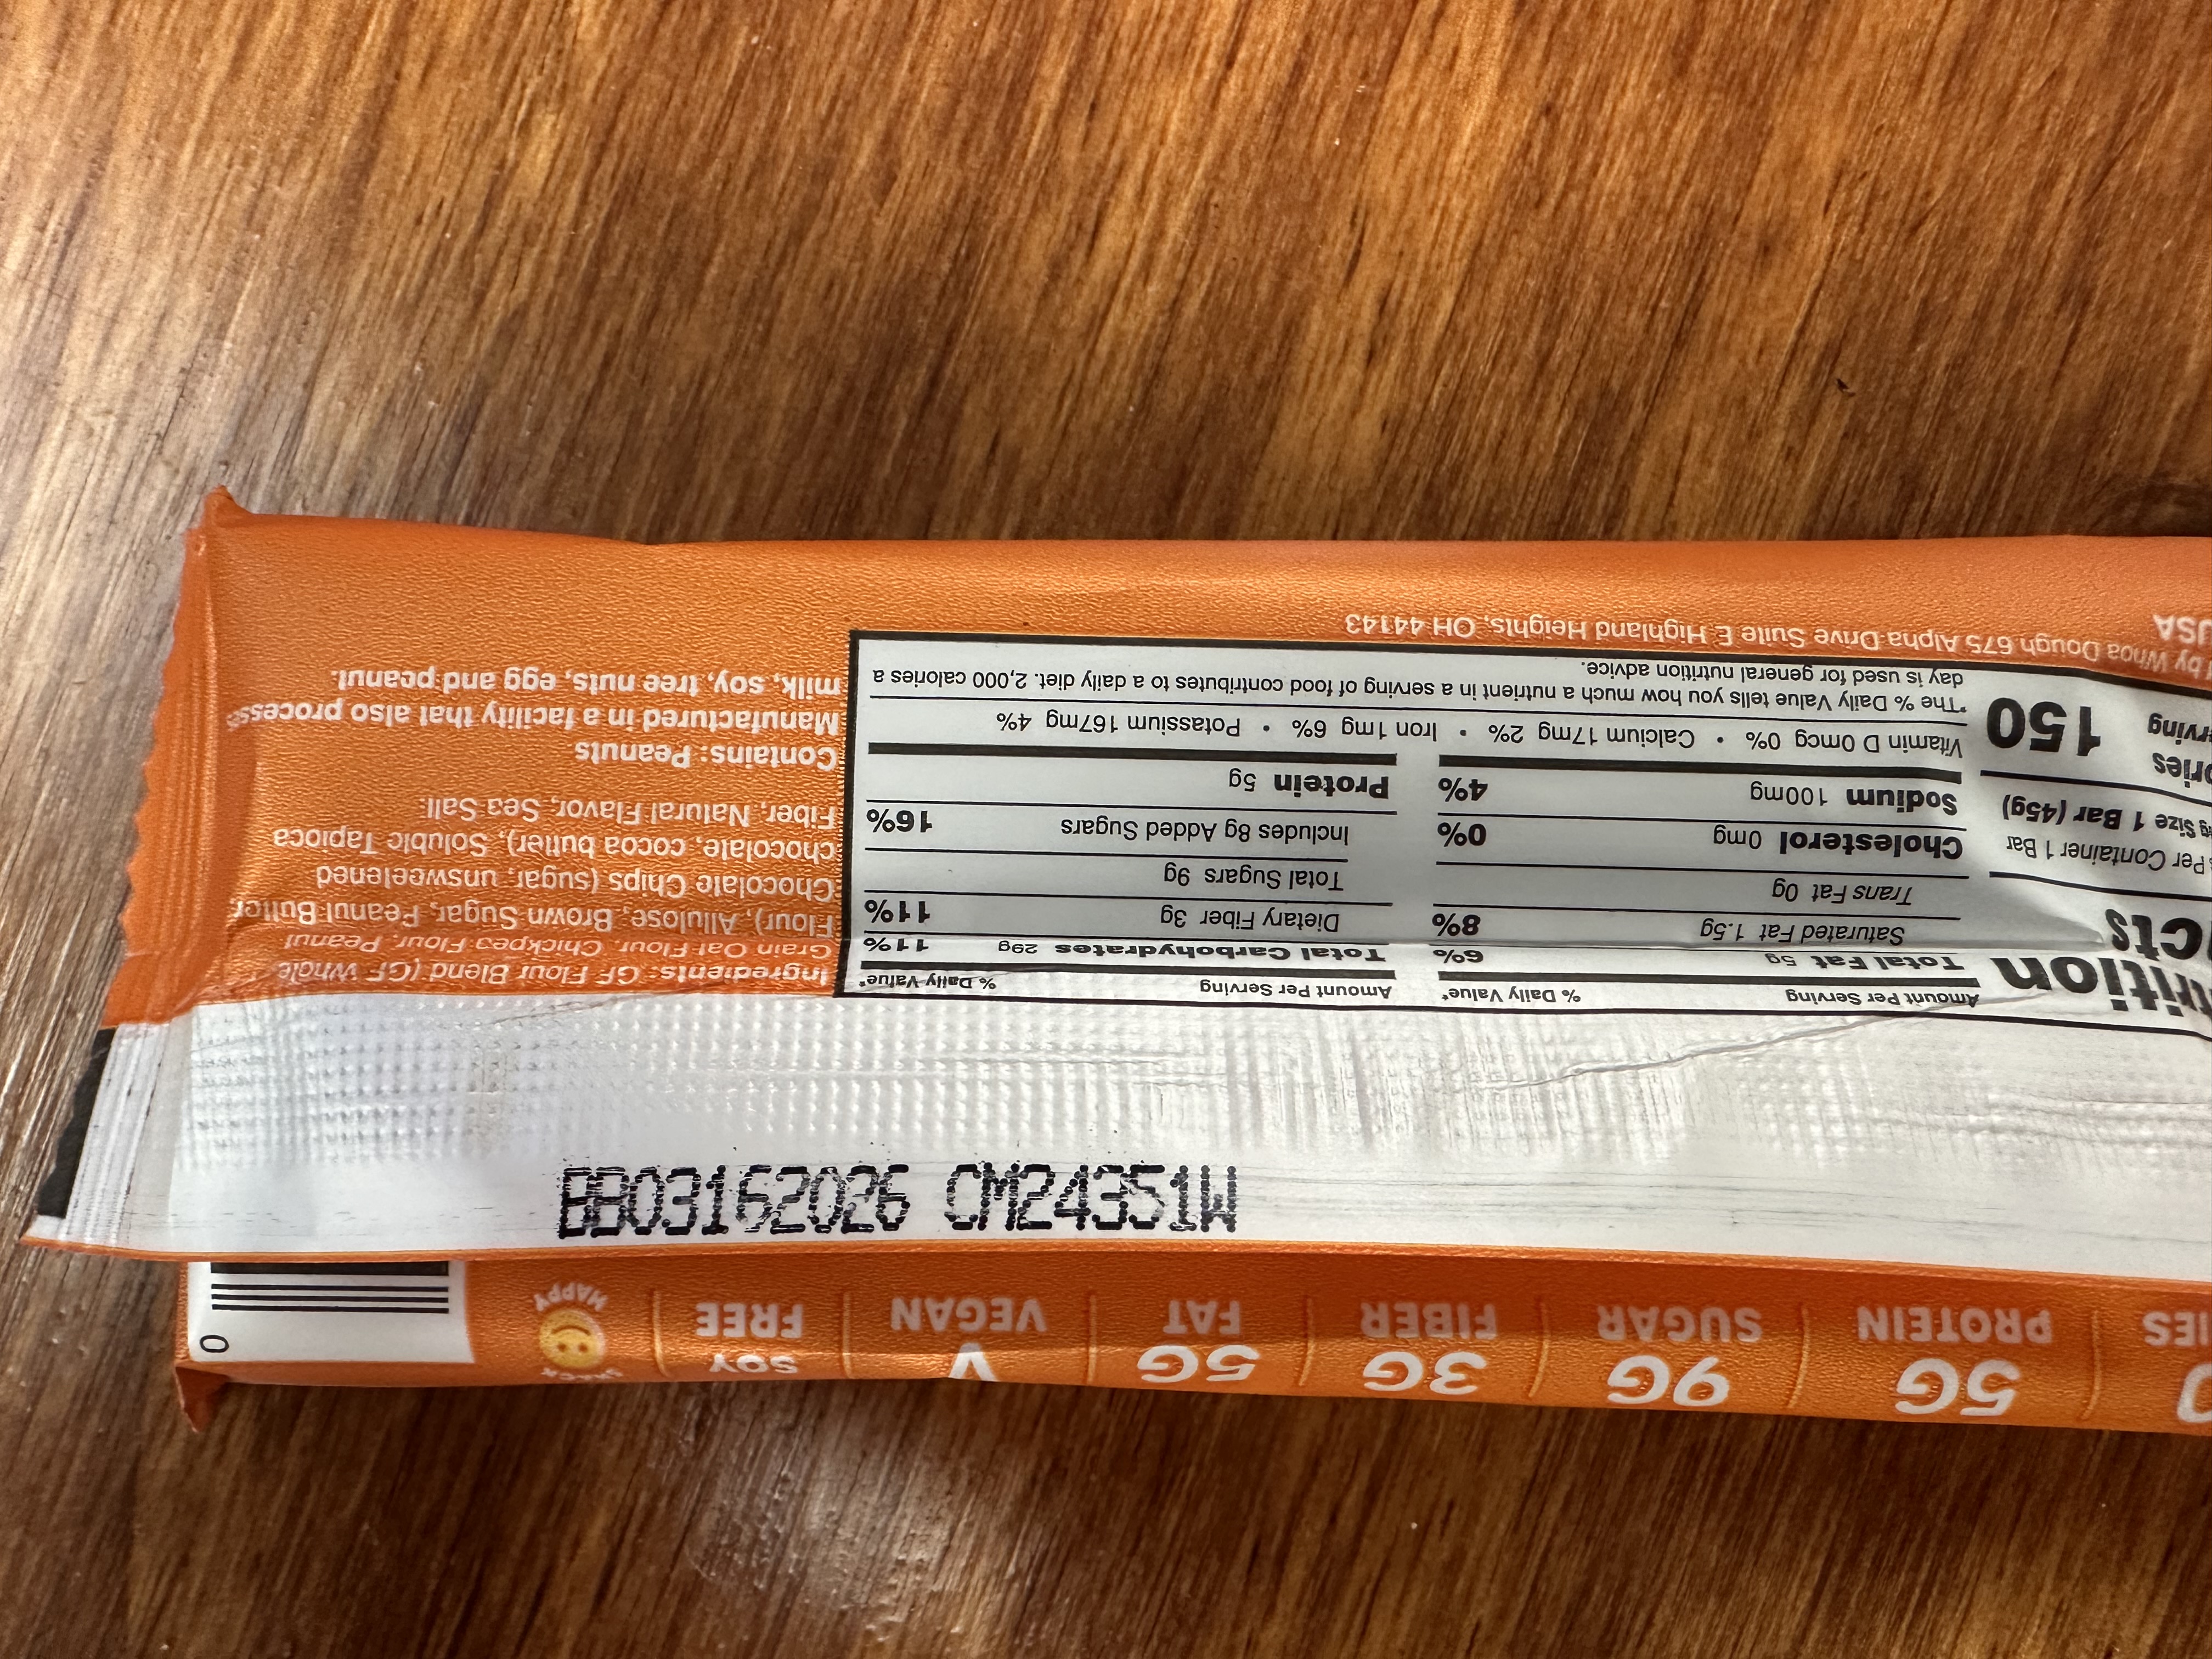 Ingredients: GF Flour Blend (GF Whole
Grain Oat Flour, Chickpea Flour, Peanut
Flour), Allulose, Brown Sugar, Peanut Butter,
Chocolate Chips (sugar, unsweetened
chocolate, cocoa butter), Soluble Tapioca
Fiber, Natural Flavor, Sea Salt.
Contains: Peanuts
Manufactured in a facility that also processes
milk, soy, tree nuts, egg and peanut.
Per Container 1 Bar
Size 1 Bar (45g)
150
Amount Per Serving % Daily Value*
Total Fat 5g 6%
Saturated Fat 1.5g 8%
Trans Fat 0g
Cholesterol 0mg 0%
Sodium 100mg 4%
Amount Per Serving % Daily Value*
Total Carbohydrates 29g 11%
Dietary Fiber 3g 11%
Total Sugars 9g
Includes 8g Added Sugars 16%
Protein 5g
Vitamin D 0mcg 0% • Calcium 17mg 2% • Iron 1mg 6% • Potassium 167mg 4%
*The % Daily Value tells you how much a nutrient in a serving of food contributes to a daily diet. 2,000 calories a
day is used for general nutrition advice.
by Whoa Dough 675 Alpha Drive Suite E Highland Heights, OH 44143
USA
BB03162026 CM24351W
5G
PROTEIN
9G
SUGAR
3G
FIBER
5G
FAT
V
VEGAN
SOY
FREE
SNACK
HAPPY
0